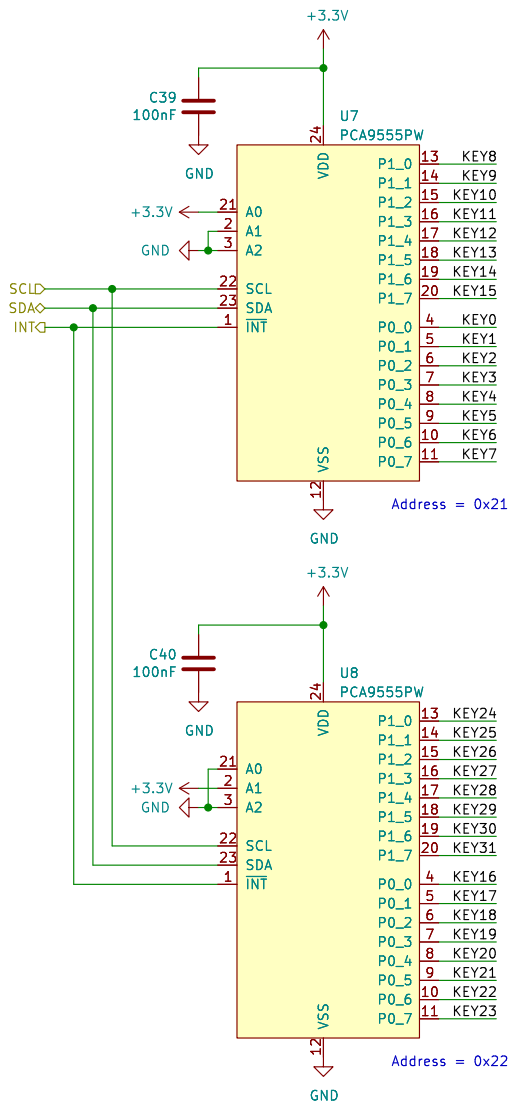 +3.3V
C39
100nF
GND
U7
PCA9555PW
24
VDD
+3.3V
21 A0
2 A1
GND
3 A2
SCL
22 SCL
SDA
23 SDA
INT
1 INT
P1_0 13 KEY8
P1_1 14 KEY9
P1_2 15 KEY10
P1_3 16 KEY11
P1_4 17 KEY12
P1_5 18 KEY13
P1_6 19 KEY14
P1_7 20 KEY15
P0_0 4 KEY0
P0_1 5 KEY1
P0_2 6 KEY2
P0_3 7 KEY3
P0_4 8 KEY4
P0_5 9 KEY5
P0_6 10 KEY6
P0_7 11 KEY7
VSS
12
GND
Address = 0x21
+3.3V
C40
100nF
GND
U8
PCA9555PW
24
VDD
21 A0
+3.3V
2 A1
GND
3 A2
22 SCL
23 SDA
1 INT
P1_0 13 KEY24
P1_1 14 KEY25
P1_2 15 KEY26
P1_3 16 KEY27
P1_4 17 KEY28
P1_5 18 KEY29
P1_6 19 KEY30
P1_7 20 KEY31
P0_0 4 KEY16
P0_1 5 KEY17
P0_2 6 KEY18
P0_3 7 KEY19
P0_4 8 KEY20
P0_5 9 KEY21
P0_6 10 KEY22
P0_7 11 KEY23
VSS
12
GND
Address = 0x22